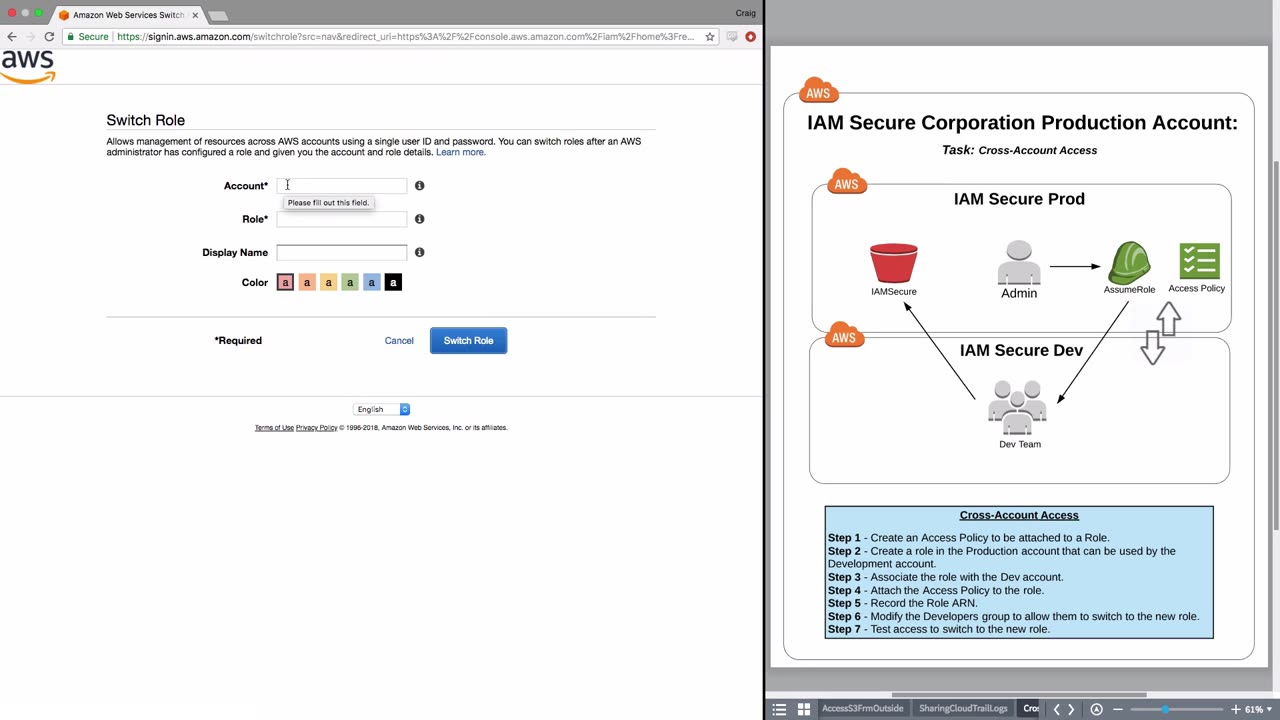 Amazon Web Services Switch
Craig
Secure
https://signin.aws.amazon.com/switchrole?src=nav&redirect_uri=https%3A%2F%2Fconsole.aws.amazon.com%2Fiam%2Fhome%3Fre...
aws
Switch Role
Allows management of resources across AWS accounts using a single user ID and password. You can switch roles after an AWS
administrator has configured a role and given you the account and role details. Learn more.
Account*
Please fill out this field.
Role*
Display Name
Color
a a a a a a
*Required
Cancel
Switch Role
English
Terms of Use Privacy Policy © 1996-2018, Amazon Web Services, Inc. or its affiliates.
AWS
IAM Secure Corporation Production Account:
Task: Cross-Account Access
AWS
IAM Secure Prod
IAMSecure
Admin
AssumeRole
Access Policy
AWS
IAM Secure Dev
Dev Team
Cross-Account Access
Step 1 - Create an Access Policy to be attached to a Role.
Step 2 - Create a role in the Production account that can be used by the
Development account.
Step 3 - Associate the role with the Dev account.
Step 4 - Attach the Access Policy to the role.
Step 5 - Record the Role ARN.
Step 6 - Modify the Developers group to allow them to switch to the new role.
Step 7 - Test access to switch to the new role.
AccessS3FrmOutside
SharingCloudTrailLogs
Cro
61%